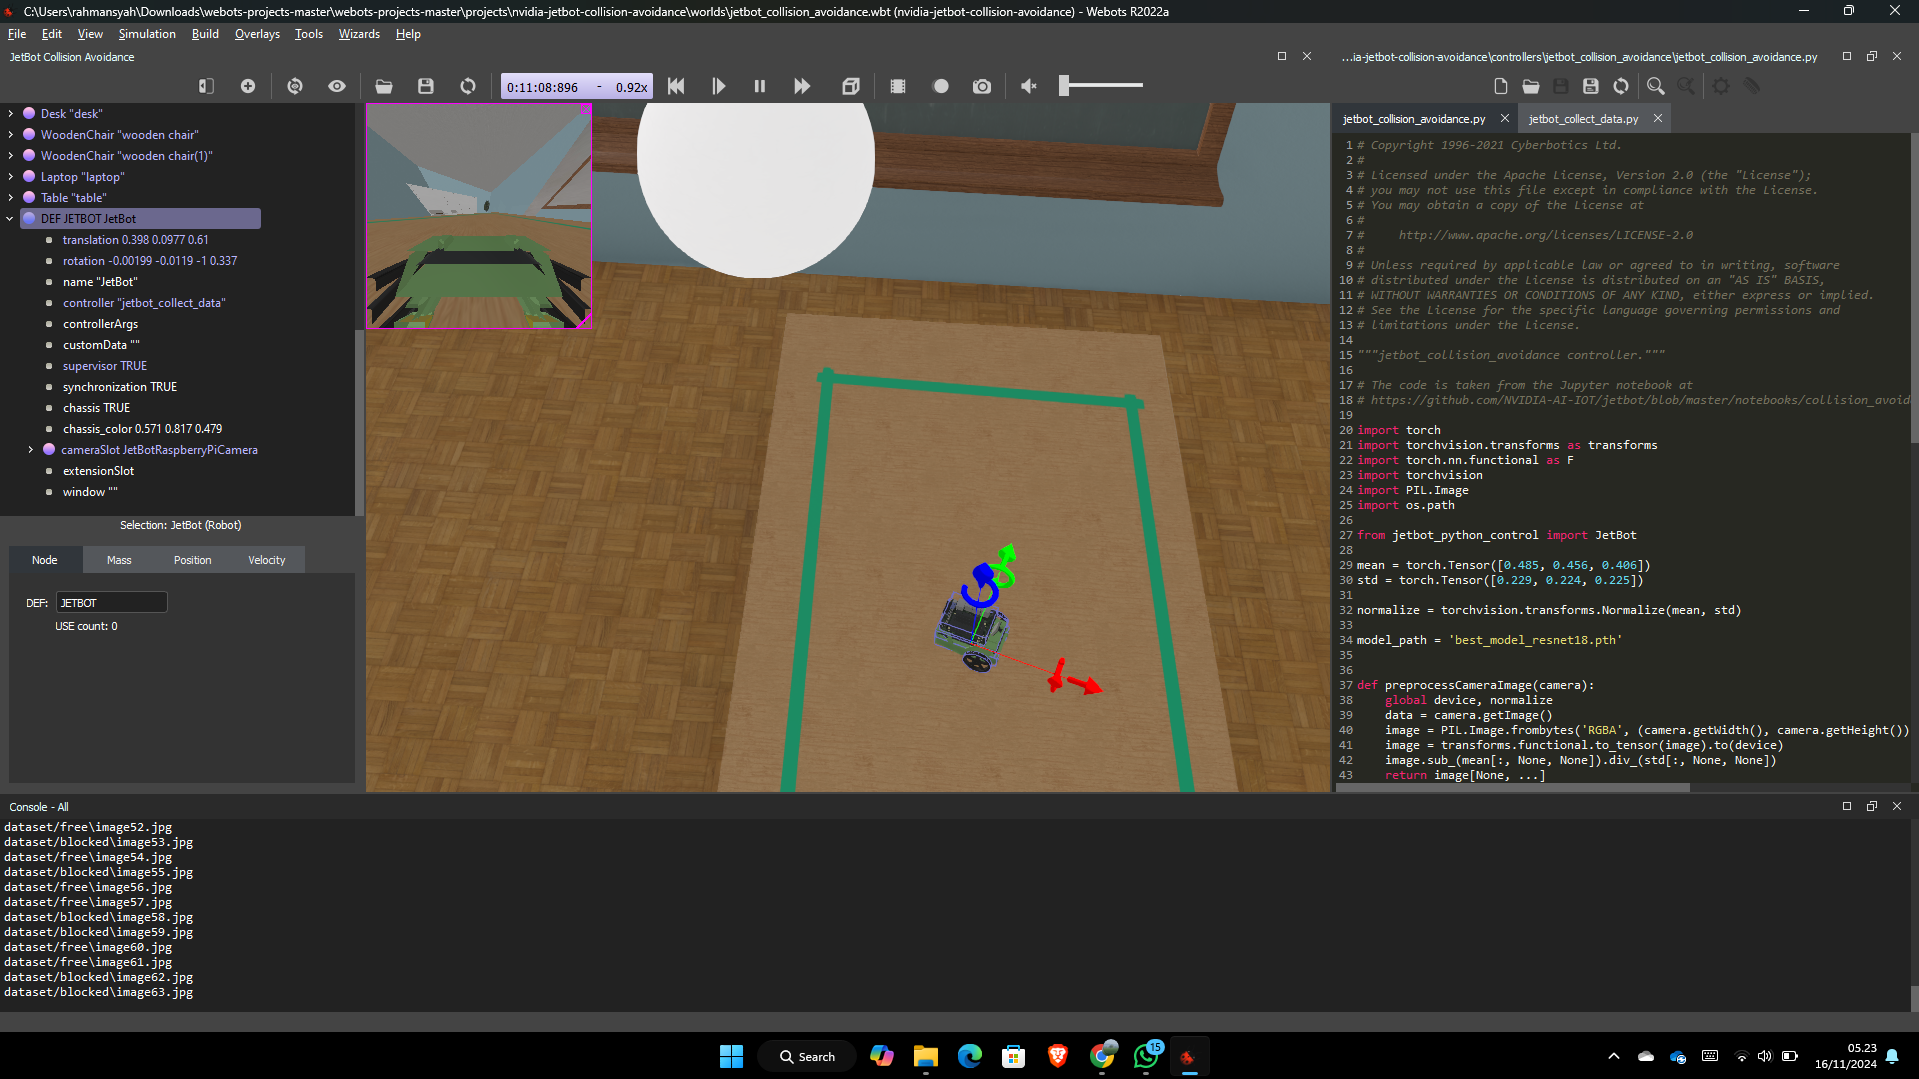 C:\Users\rahmansyah\Downloads\webots-projects-master\webots-projects-master\projects\nvidia-jetbot-collision-avoidance\worlds\jetbot_collision_avoidance.wbt (nvidia-jetbot-collision-avoidance) - Webots R2022a
File Edit View Simulation Build Overlays Tools Wizards Help
JetBot Collision Avoidance
...ia-jetbot-collision-avoidance\controllers\jetbot_collision_avoidance\jetbot_collision_avoidance.py
0:11:08:896 - 0.92x
Desk "desk"
WoodenChair "wooden chair"
WoodenChair "wooden chair(1)"
Laptop "laptop"
Table "table"
DEF JETBOT JetBot
translation 0.398 0.0977 0.61
rotation -0.00199 -0.0119 -1 0.337
name "JetBot"
controller "jetbot_collect_data"
controllerArgs
customData ""
supervisor TRUE
synchronization TRUE
chassis TRUE
chassis_color 0.571 0.817 0.479
cameraSlot JetBotRaspberryPiCamera
extensionSlot
window ""
Selection: JetBot (Robot)
Node Mass Position Velocity
DEF: JETBOT
USE count: 0
jetbot_collision_avoidance.py jetbot_collect_data.py
1 # Copyright 1996-2021 Cyberbotics Ltd.
2 #
3 # Licensed under the Apache License, Version 2.0 (the "License");
4 # you may not use this file except in compliance with the License.
5 # You may obtain a copy of the License at
6 #
7 #     http://www.apache.org/licenses/LICENSE-2.0
8 #
9 # Unless required by applicable law or agreed to in writing, software
10 # distributed under the License is distributed on an "AS IS" BASIS,
11 # WITHOUT WARRANTIES OR CONDITIONS OF ANY KIND, either express or implied.
12 # See the License for the specific language governing permissions and
13 # limitations under the License.
14
15 """jetbot_collision_avoidance controller."""
16
17 # The code is taken from the Jupyter notebook at
18 # https://github.com/NVIDIA-AI-IOT/jetbot/blob/master/notebooks/collision_avoid
19
20 import torch
21 import torchvision.transforms as transforms
22 import torch.nn.functional as F
23 import torchvision
24 import PIL.Image
25 import os.path
26
27 from jetbot_python_control import JetBot
28
29 mean = torch.Tensor([0.485, 0.456, 0.406])
30 std = torch.Tensor([0.229, 0.224, 0.225])
31
32 normalize = torchvision.transforms.Normalize(mean, std)
33
34 model_path = 'best_model_resnet18.pth'
35
36
37 def preprocessCameraImage(camera):
38     global device, normalize
39     data = camera.getImage()
40     image = PIL.Image.frombytes('RGBA', (camera.getWidth(), camera.getHeight())
41     image = transforms.functional.to_tensor(image).to(device)
42     image.sub_(mean[:, None, None]).div_(std[:, None, None])
43     return image[None, ...]
Console - All
dataset/free\image52.jpg
dataset/blocked\image53.jpg
dataset/free\image54.jpg
dataset/blocked\image55.jpg
dataset/free\image56.jpg
dataset/free\image57.jpg
dataset/blocked\image58.jpg
dataset/blocked\image59.jpg
dataset/free\image60.jpg
dataset/free\image61.jpg
dataset/blocked\image62.jpg
dataset/blocked\image63.jpg
Search
15
05.23
16/11/2024